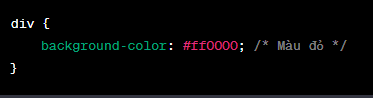 div {
    background-color: #ff0000; /* Màu đỏ */
}